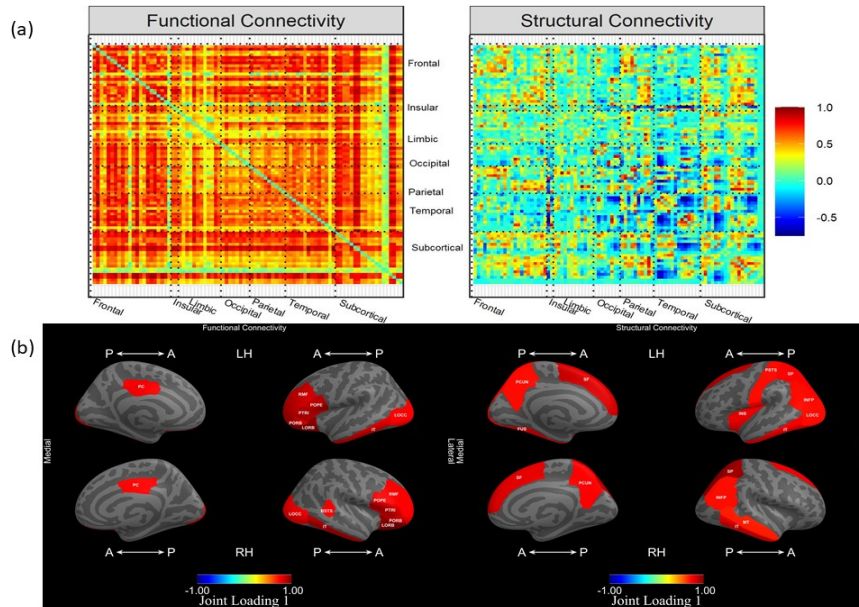 (a)
Functional Connectivity
Structural Connectivity
Frontal
Insular
Limbic
Occipital
Parietal
Temporal
Subcortical
1.0
0.5
0.0
-0.5
Frontal
Insular
Limbic
Occipital
Parietal
Temporal
Subcortical
Frontal
Insular
Limbic
Occipital
Parietal
Temporal
Subcortical
(b)
Functional Connectivity
Structural Connectivity
P A LH A P
P A LH A P
PC
RMF
POPE
PTRI
PORB
LORB
LOCC
IT
PCUN
SF
FUS
PSTS
SP
INS
INFP
LOCC
Medial
Medial
Lateral
PC
LOCC
BSTS
IT
RMF
POPE
PTRI
PORB
LORB
SF
PCUN
SP
INFP
IT
MT
A P RH P A
A P RH P A
-1.00 1.00
Joint Loading 1
-1.00 1.00
Joint Loading 1